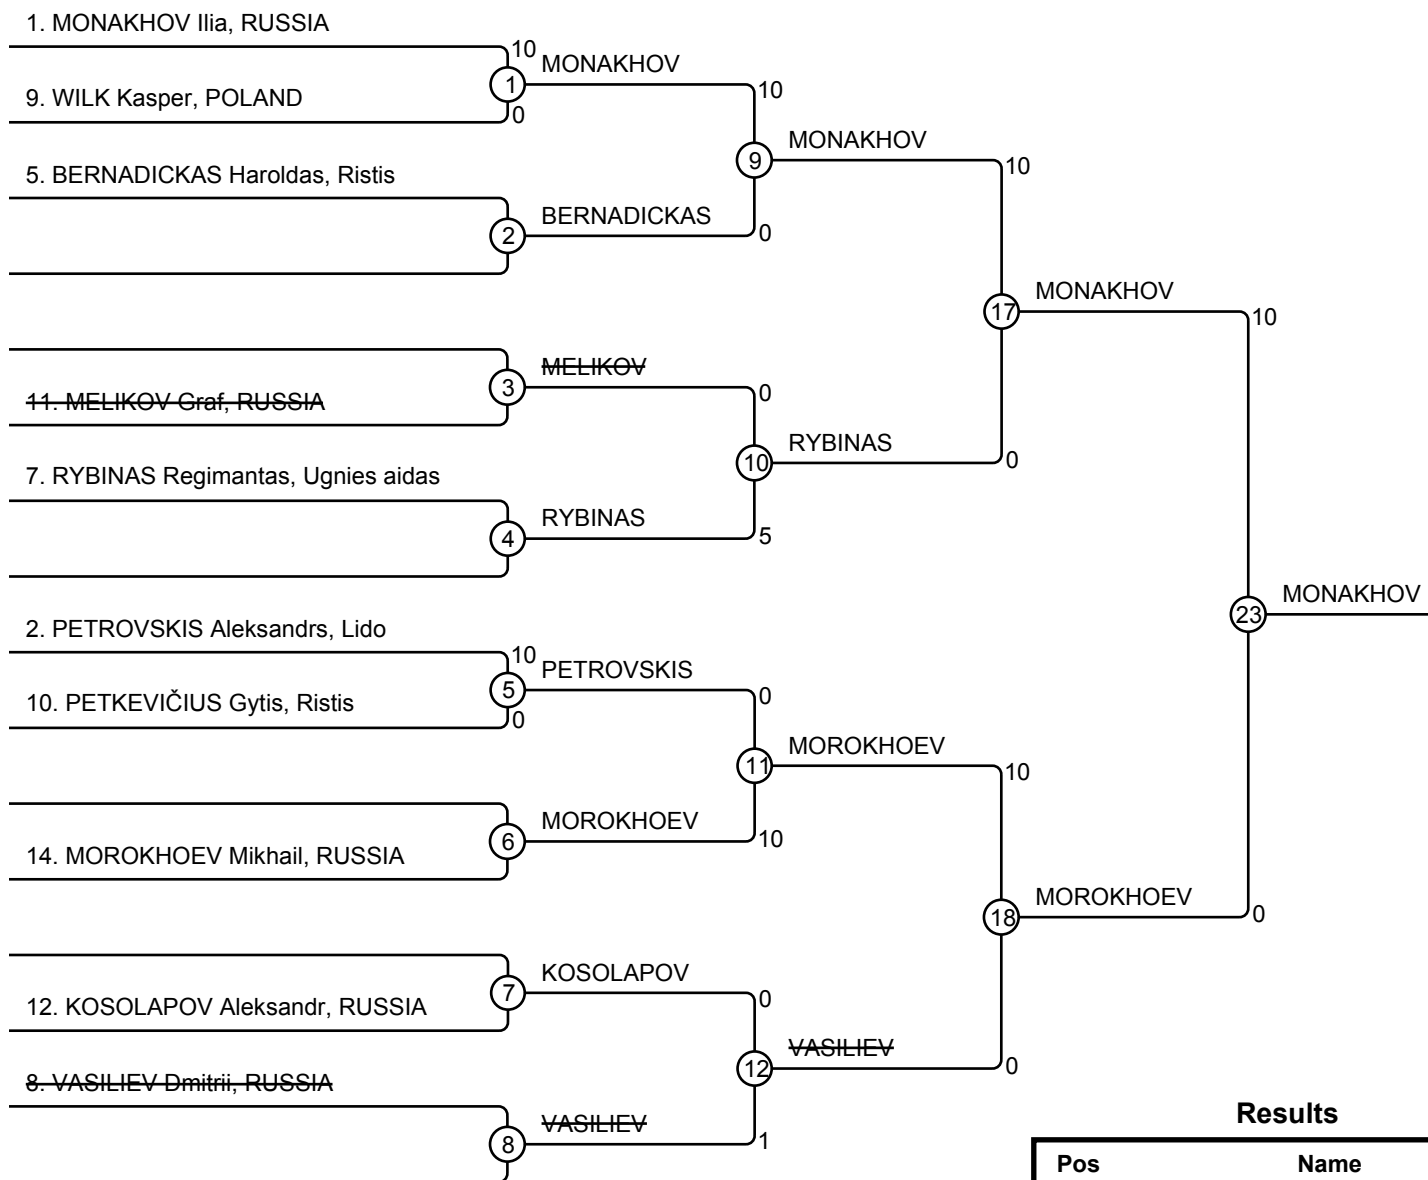 1. MONAKHOV Ilia, RUSSIA
10
1
MONAKHOV
9. WILK Kasper, POLAND
0
10
9
MONAKHOV
5. BERNADICKAS Haroldas, Ristis
10
2
BERNADICKAS
0
17
MONAKHOV
10
3
MELIKOV
0
11. MELIKOV Graf, RUSSIA
10
RYBINAS
0
7. RYBINAS Regimantas, Ugnies aidas
4
RYBINAS
5
23
MONAKHOV
2. PETROVSKIS Aleksandrs, Lido
10
5
PETROVSKIS
0
10. PETKEVIČIUS Gytis, Ristis
0
11
MOROKHOEV
10
6
MOROKHOEV
10
14. MOROKHOEV Mikhail, RUSSIA
18
MOROKHOEV
0
7
KOSOLAPOV
0
12. KOSOLAPOV Aleksandr, RUSSIA
12
VASILIEV
0
8. VASILIEV Dmitrii, RUSSIA
8
VASILIEV
1
Results
Pos Name